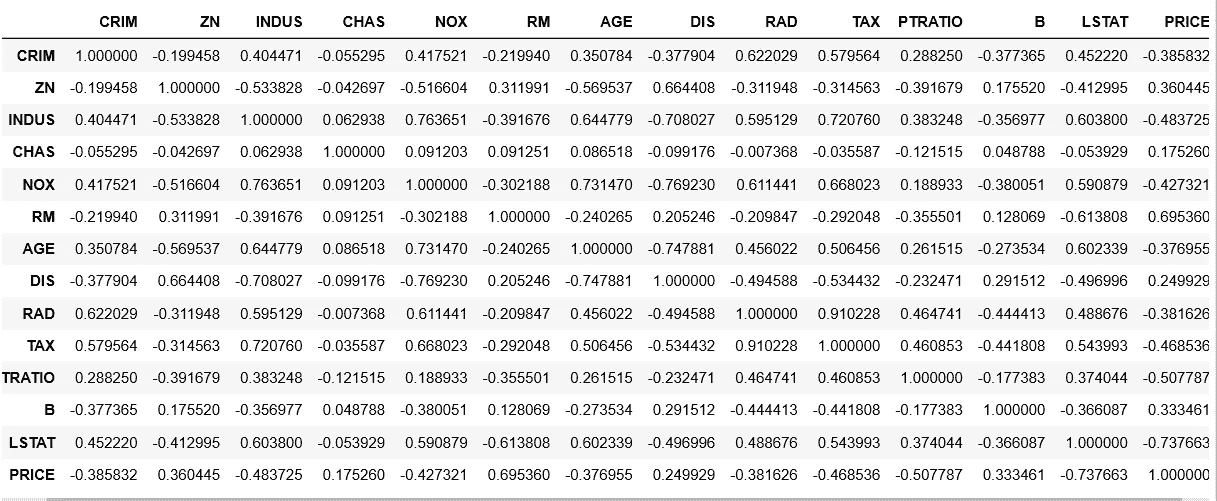 CRIM ZN INDUS CHAS NOX RM AGE DIS RAD TAX PTRATIO B LSTAT PRICE
CRIM 1.000000 -0.199458 0.404471 -0.055295 0.417521 -0.219940 0.350784 -0.377904 0.622029 0.579564 0.288250 -0.377365 0.452220 -0.385832
ZN -0.199458 1.000000 -0.533828 -0.042697 -0.516604 0.311991 -0.569537 0.664408 -0.311948 -0.314563 -0.391679 0.175520 -0.412995 0.360445
INDUS 0.404471 -0.533828 1.000000 0.062938 0.763651 -0.391676 0.644779 -0.708027 0.595129 0.720760 0.383248 -0.356977 0.603800 -0.483725
CHAS -0.055295 -0.042697 0.062938 1.000000 0.091203 0.091251 0.086518 -0.099176 -0.007368 -0.035587 -0.121515 0.048788 -0.053929 0.175260
NOX 0.417521 -0.516604 0.763651 0.091203 1.000000 -0.302188 0.731470 -0.769230 0.611441 0.668023 0.188933 -0.380051 0.590879 -0.427321
RM -0.219940 0.311991 -0.391676 0.091251 -0.302188 1.000000 -0.240265 0.205246 -0.209847 -0.292048 -0.355501 0.128069 -0.613808 0.695360
AGE 0.350784 -0.569537 0.644779 0.086518 0.731470 -0.240265 1.000000 -0.747881 0.456022 0.506456 0.261515 -0.273534 0.602339 -0.376955
DIS -0.377904 0.664408 -0.708027 -0.099176 -0.769230 0.205246 -0.747881 1.000000 -0.494588 -0.534432 -0.232471 0.291512 -0.496996 0.249929
RAD 0.622029 -0.311948 0.595129 -0.007368 0.611441 -0.209847 0.456022 -0.494588 1.000000 0.910228 0.464741 -0.444413 0.488676 -0.381626
TAX 0.579564 -0.314563 0.720760 -0.035587 0.668023 -0.292048 0.506456 -0.534432 0.910228 1.000000 0.460853 -0.441808 0.543993 -0.468536
TRATIO 0.288250 -0.391679 0.383248 -0.121515 0.188933 -0.355501 0.261515 -0.232471 0.464741 0.460853 1.000000 -0.177383 0.374044 -0.507787
B -0.377365 0.175520 -0.356977 0.048788 -0.380051 0.128069 -0.273534 0.291512 -0.444413 -0.441808 -0.177383 1.000000 -0.366087 0.333461
LSTAT 0.452220 -0.412995 0.603800 -0.053929 0.590879 -0.613808 0.602339 -0.496996 0.488676 0.543993 0.374044 -0.366087 1.000000 -0.737663
PRICE -0.385832 0.360445 -0.483725 0.175260 -0.427321 0.695360 -0.376955 0.249929 -0.381626 -0.468536 -0.507787 0.333461 -0.737663 1.000000